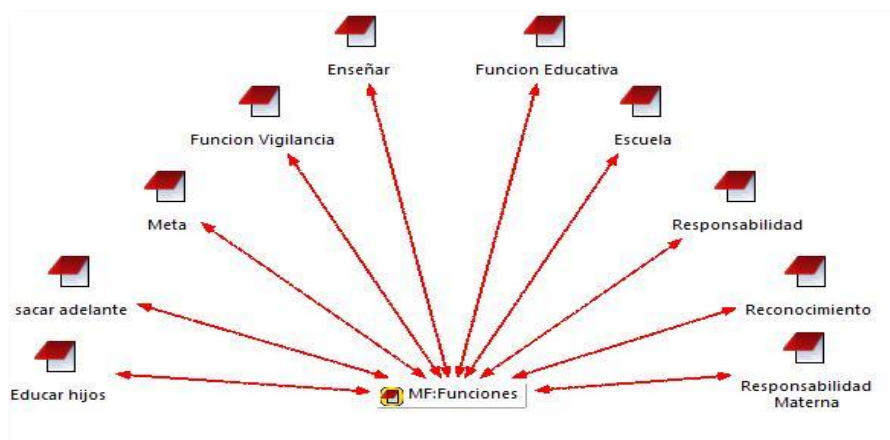 Enseñar
Funcion Educativa
Funcion Vigilancia
Escuela
Meta
Responsabilidad
sacar adelante
Reconocimiento
Educar hijos
MF:Funciones
Responsabilidad
Materna